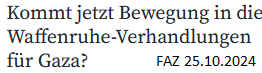 Kommt jetzt Bewegung in die
Waffenruhe-Verhandlungen
für Gaza? FAZ 25.10.2024